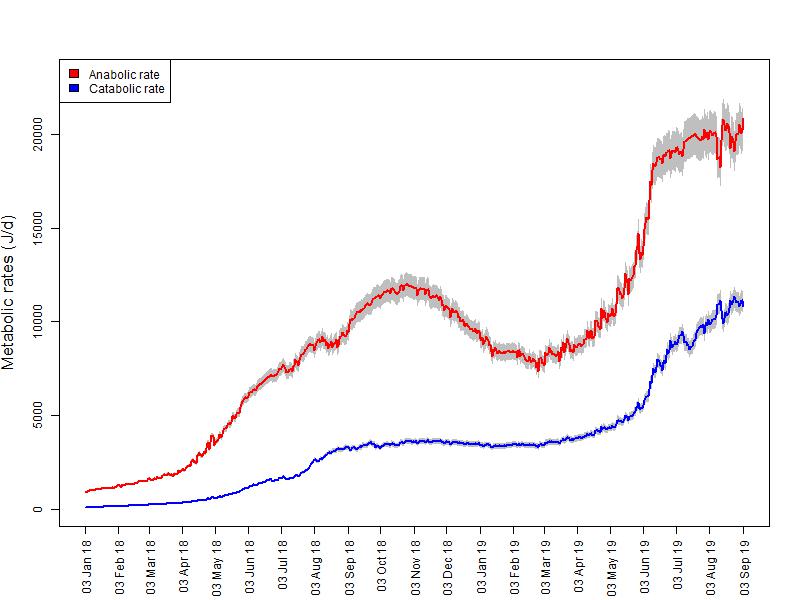 Anabolic rate
Catabolic rate
Metabolic rates (J/d)
20000
15000
10000
5000
0
03 Jan 18
03 Feb 18
03 Mar 18
03 Apr 18
03 May 18
03 Jun 18
03 Jul 18
03 Aug 18
03 Sep 18
03 Oct 18
03 Nov 18
03 Dec 18
03 Jan 19
03 Feb 19
03 Mar 19
03 Apr 19
03 May 19
03 Jun 19
03 Jul 19
03 Aug 19
03 Sep 19